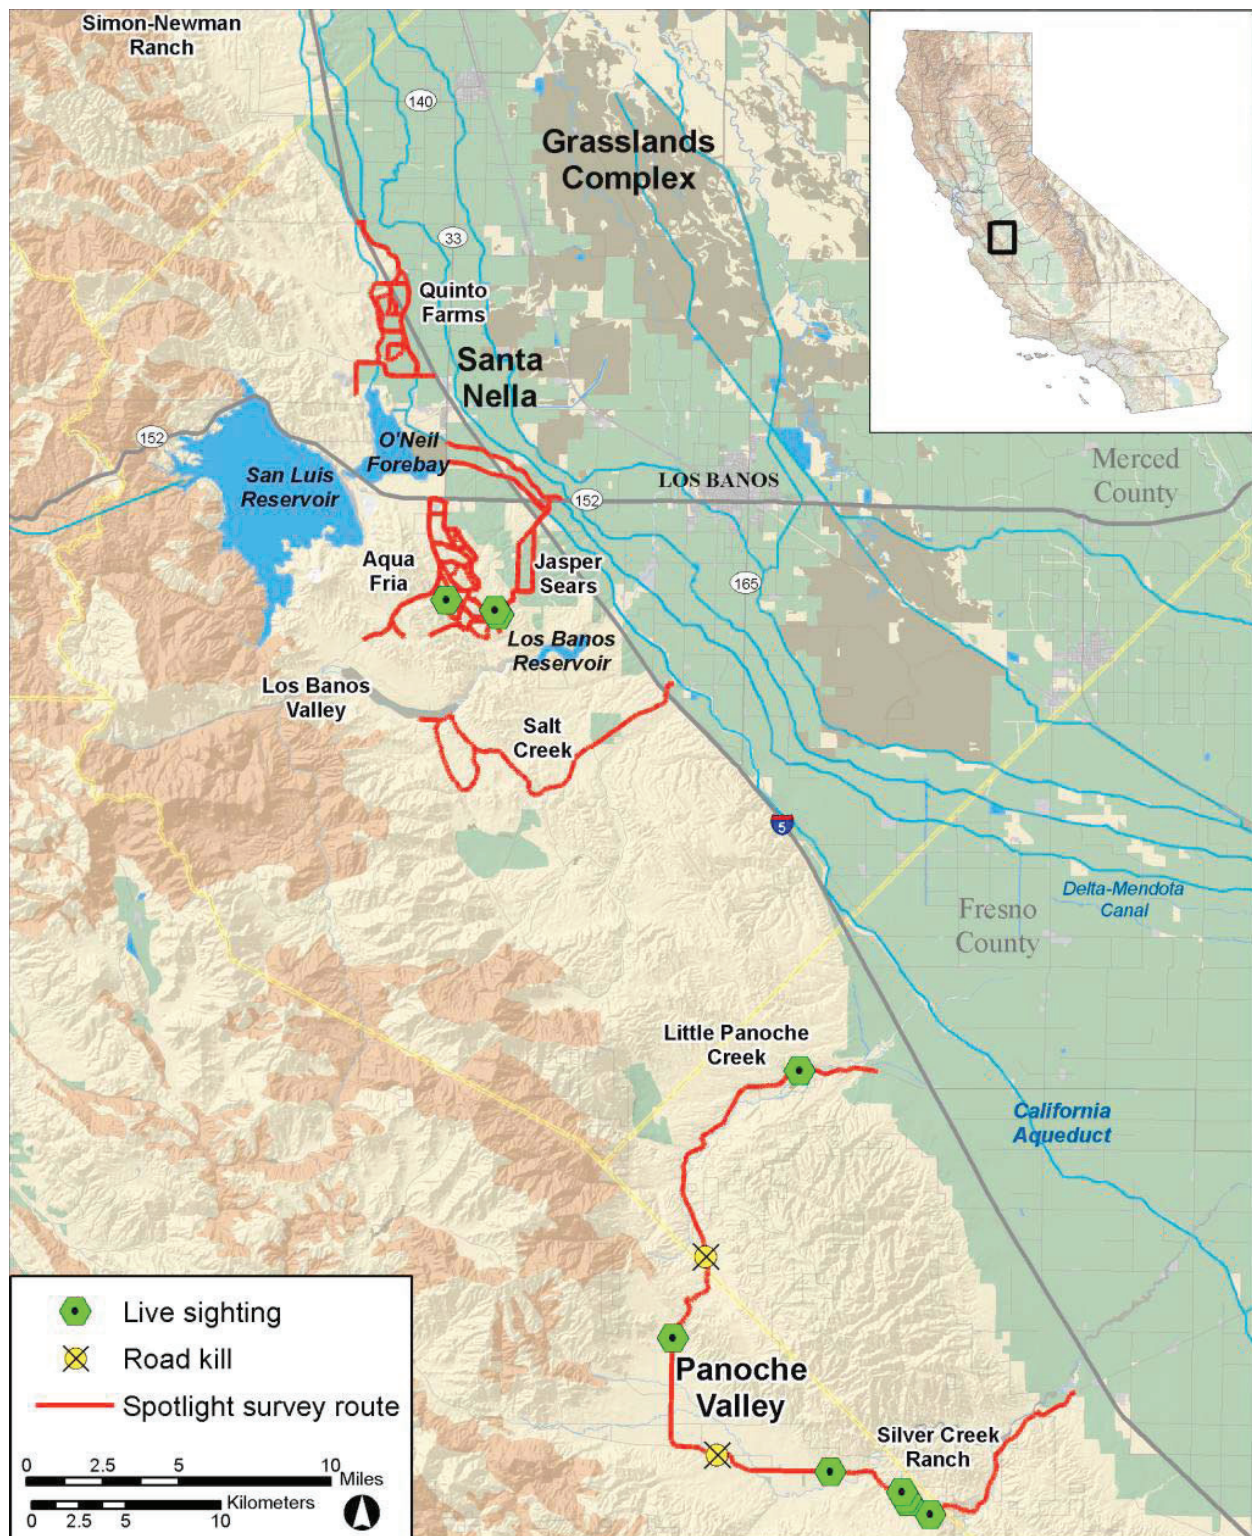 Simon-Newman
Ranch
140
Grasslands
Complex
33
Quinto
Farms
Santa
Nella
152
O'Neil
Forebay
San Luis
Reservoir
LOS BANOS
Merced
County
152
Aqua
Fria
Jasper
Sears
165
Los Banos
Reservoir
Los Banos
Valley
Salt
Creek
5
Delta-Mendota
Canal
Fresno
County
Little Panoche
Creek
California
Aqueduct
Panoche
Valley
Silver Creek
Ranch
Live sighting
Road kill
Spotlight survey route
0 2.5 5 10 Miles
Kilometers
0 2.5 5 10